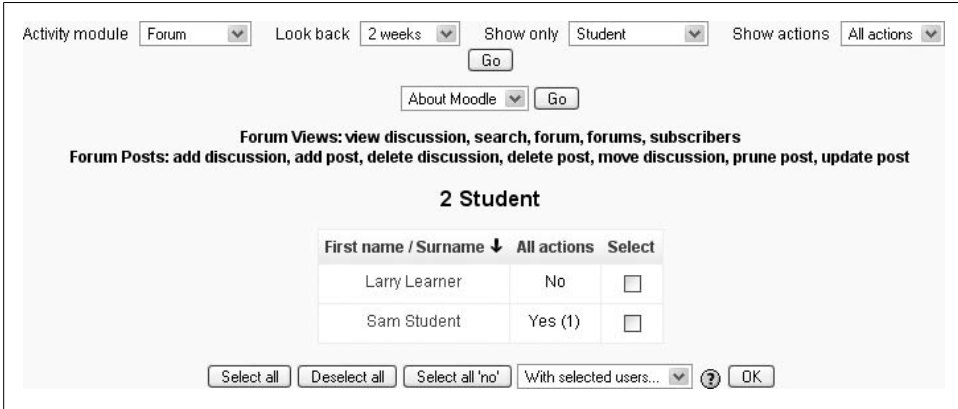 Activity module Forum Look back 2 weeks Show only Student Show actions All actions
Go
About Moodle Go
Forum Views: view discussion, search, forum, forums, subscribers
Forum Posts: add discussion, add post, delete discussion, delete post, move discussion, prune post, update post
2 Student
First name / Surname ↓ All actions Select
Larry Learner No
Sam Student Yes (1)
Select all Deselect all Select all 'no' With selected users... ? OK